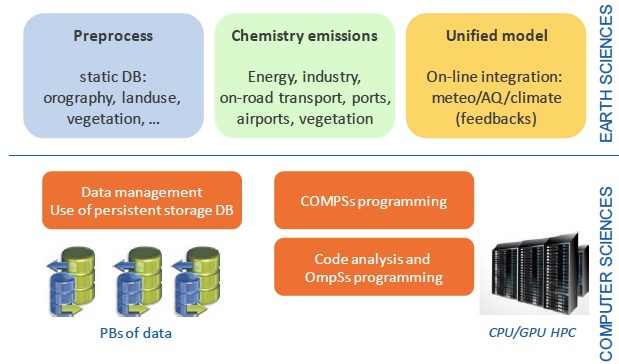 Preprocess
static DB:
orography, landuse,
vegetation, ...
Chemistry emissions
Energy, industry,
on-road transport, ports,
airports, vegetation
Unified model
On-line integration:
meteo/AQ/climate
(feedbacks)
EARTH SCIENCES
Data management
Use of persistent storage DB
COMPSs programming
Code analysis and
OmpSs programming
PBs of data
CPU/GPU HPC
COMPUTER SCIENCES